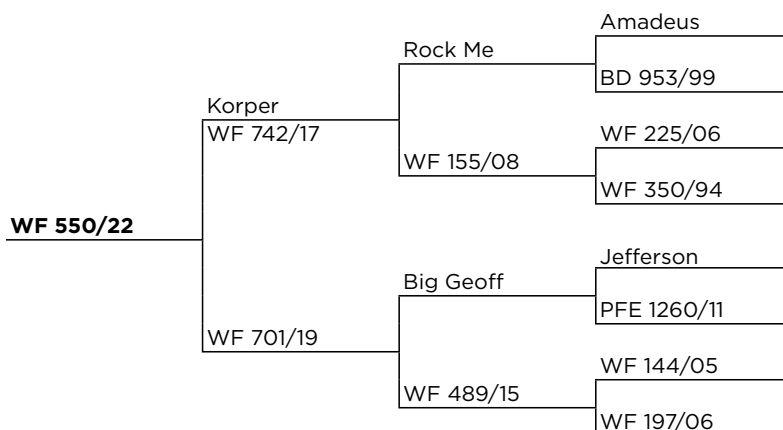 Amadeus
Rock Me
BD 953/99
Korper
WF 742/17
WF 225/06
WF 155/08
WF 350/94
WF 550/22
Jefferson
Big Geoff
PFE 1260/11
WF 701/19
WF 144/05
WF 489/15
WF 197/06